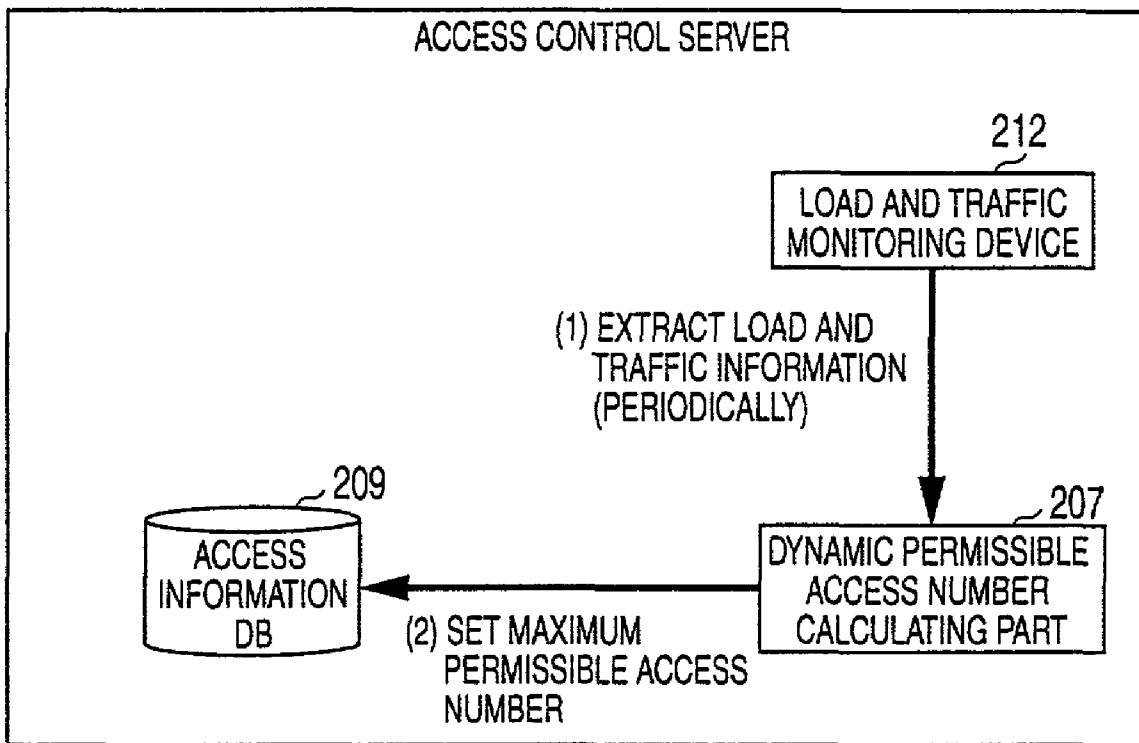 ACCESS CONTROL SERVER
212
LOAD AND TRAFFIC
MONITORING DEVICE
(1) EXTRACT LOAD AND
TRAFFIC INFORMATION
(PERIODICALLY)
209
ACCESS
INFORMATION
DB
207
DYNAMIC PERMISSIBLE
ACCESS NUMBER
CALCULATING PART
(2) SET MAXIMUM
PERMISSIBLE ACCESS
NUMBER